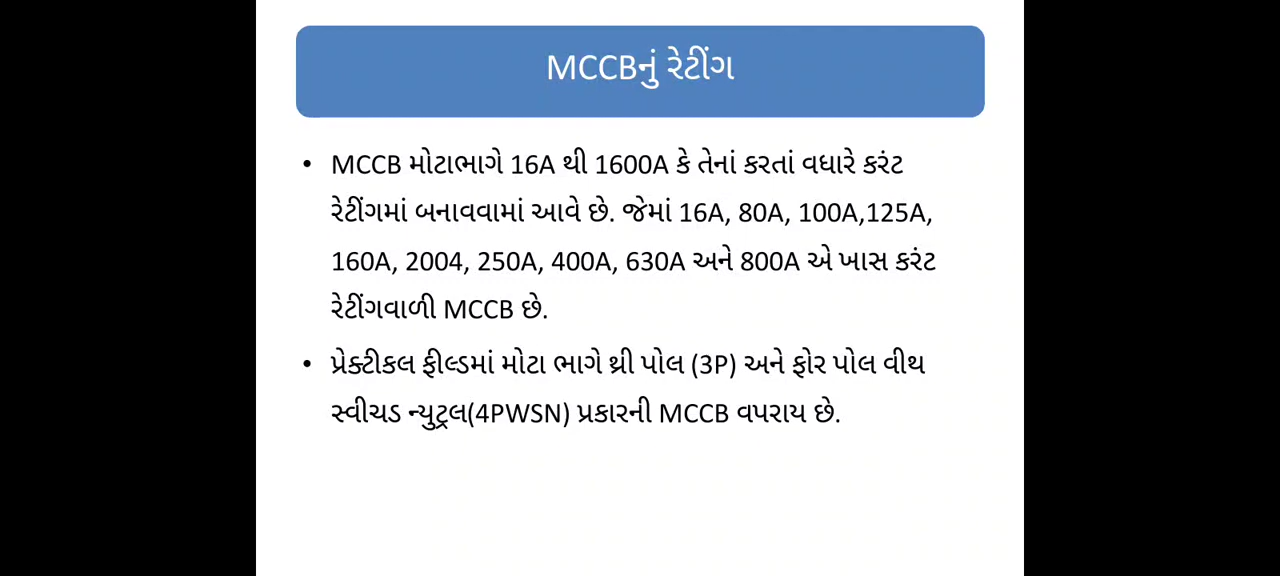 MCCBનું રેટીંગ
• MCCB મોટાભાગે 16A થી 1600A કે તેનાં કરતાં વધારે કરંટ
રેટીંગમાં બનાવવામાં આવે છે. જેમાં 16A, 80A, 100A,125A,
160A, 2004, 250A, 400A, 630A અને 800A એ ખાસ કરંટ
રેટીંગવાળી MCCB છે.
• પ્રેક્ટીકલ ફીલ્ડમાં મોટા ભાગે થ્રી પોલ (3P) અને ફોર પોલ વીથ
સ્વીચડ ન્યુટ્રલ(4PWSN) પ્રકારની MCCB વપરાય છે.